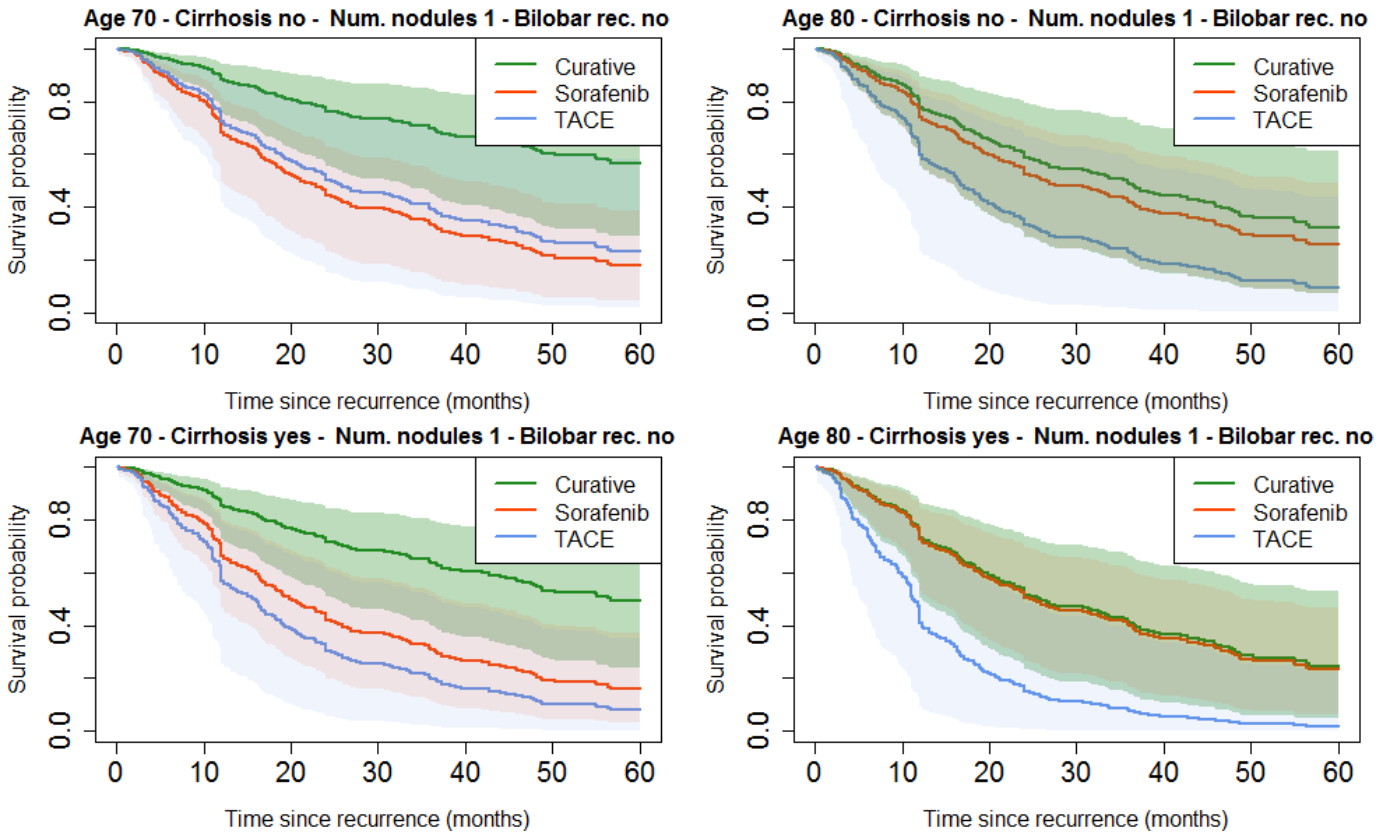 Age 70 - Cirrhosis no - Num. nodules 1 - Bilobar rec. no
Survival probability
0.0 0.4 0.8
Curative
Sorafenib
TACE
0 10 20 30 40 50 60
Time since recurrence (months)
Age 80 - Cirrhosis no - Num. nodules 1 - Bilobar rec. no
Survival probability
0.0 0.4 0.8
Curative
Sorafenib
TACE
0 10 20 30 40 50 60
Time since recurrence (months)
Age 70 - Cirrhosis yes - Num. nodules 1 - Bilobar rec. no
Survival probability
0.0 0.4 0.8
Curative
Sorafenib
TACE
0 10 20 30 40 50 60
Time since recurrence (months)
Age 80 - Cirrhosis yes - Num. nodules 1 - Bilobar rec. no
Survival probability
0.0 0.4 0.8
Curative
Sorafenib
TACE
0 10 20 30 40 50 60
Time since recurrence (months)